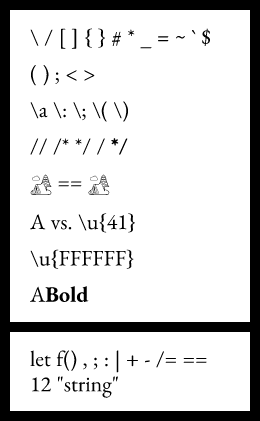 \ / [ ] { } # * _ = ~ ` $
( ) ; < >
\a \: \; \( \)
// /* */ / */
🏞 == 🏞
A vs. \u{41}
\u{FFFFFF}
ABold
let f() , ; : | + - /= ==
12 "string"